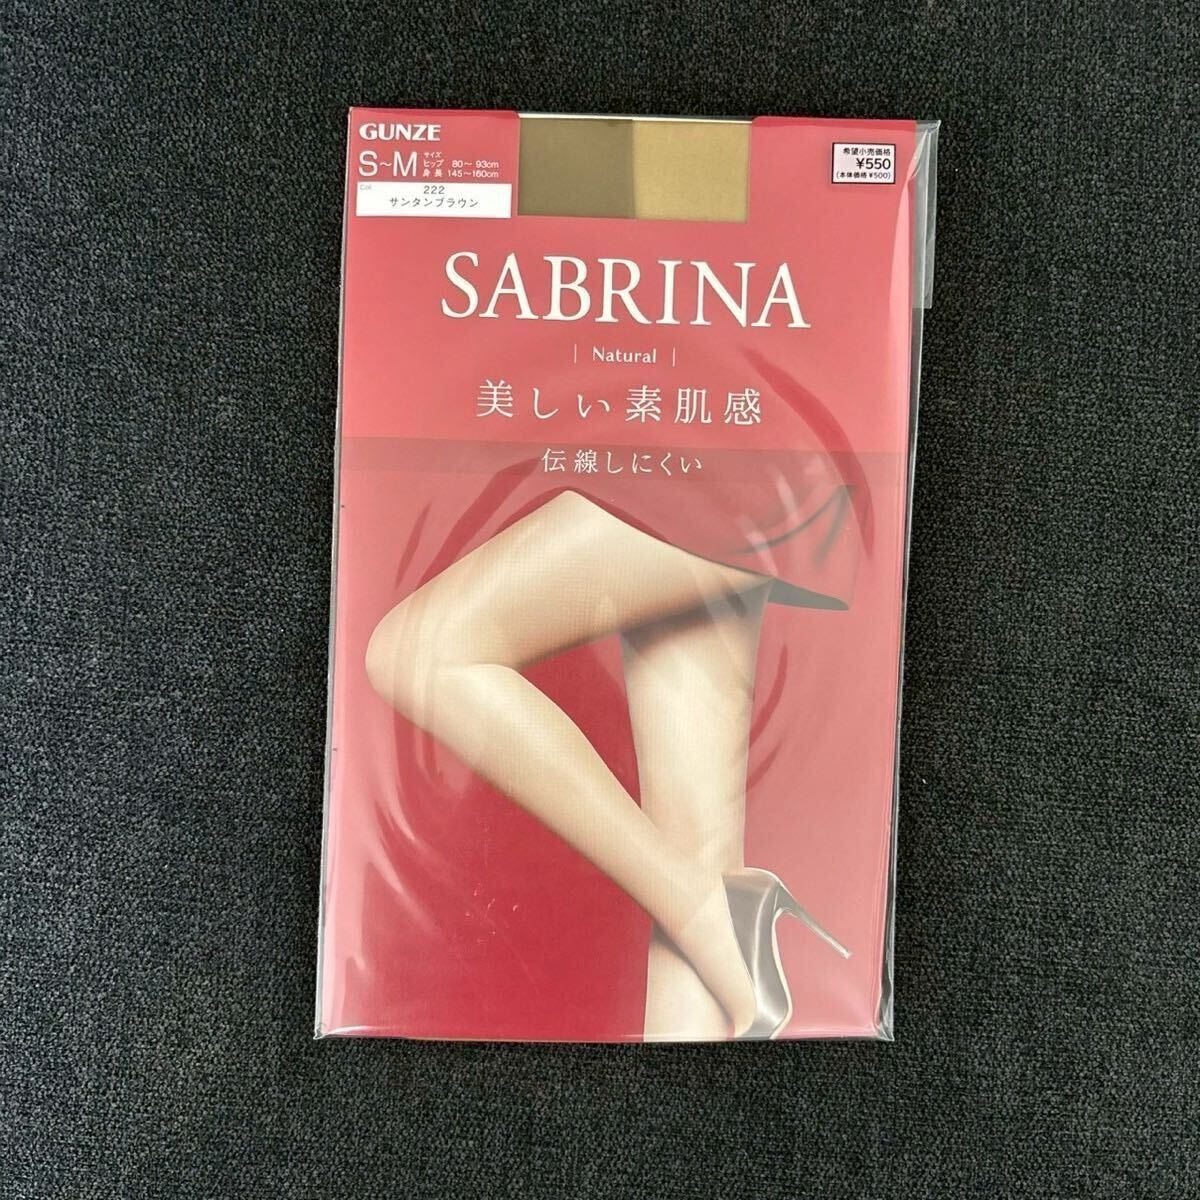 GUNZE
S~M サイズ
ヒップ 80~93cm
身長 145~160cm
Col.
222
サンタンブラウン
希望小売価格
¥550
(本体価格¥500)
SABRINA
| Natural |
美しい素肌感
伝線しにくい